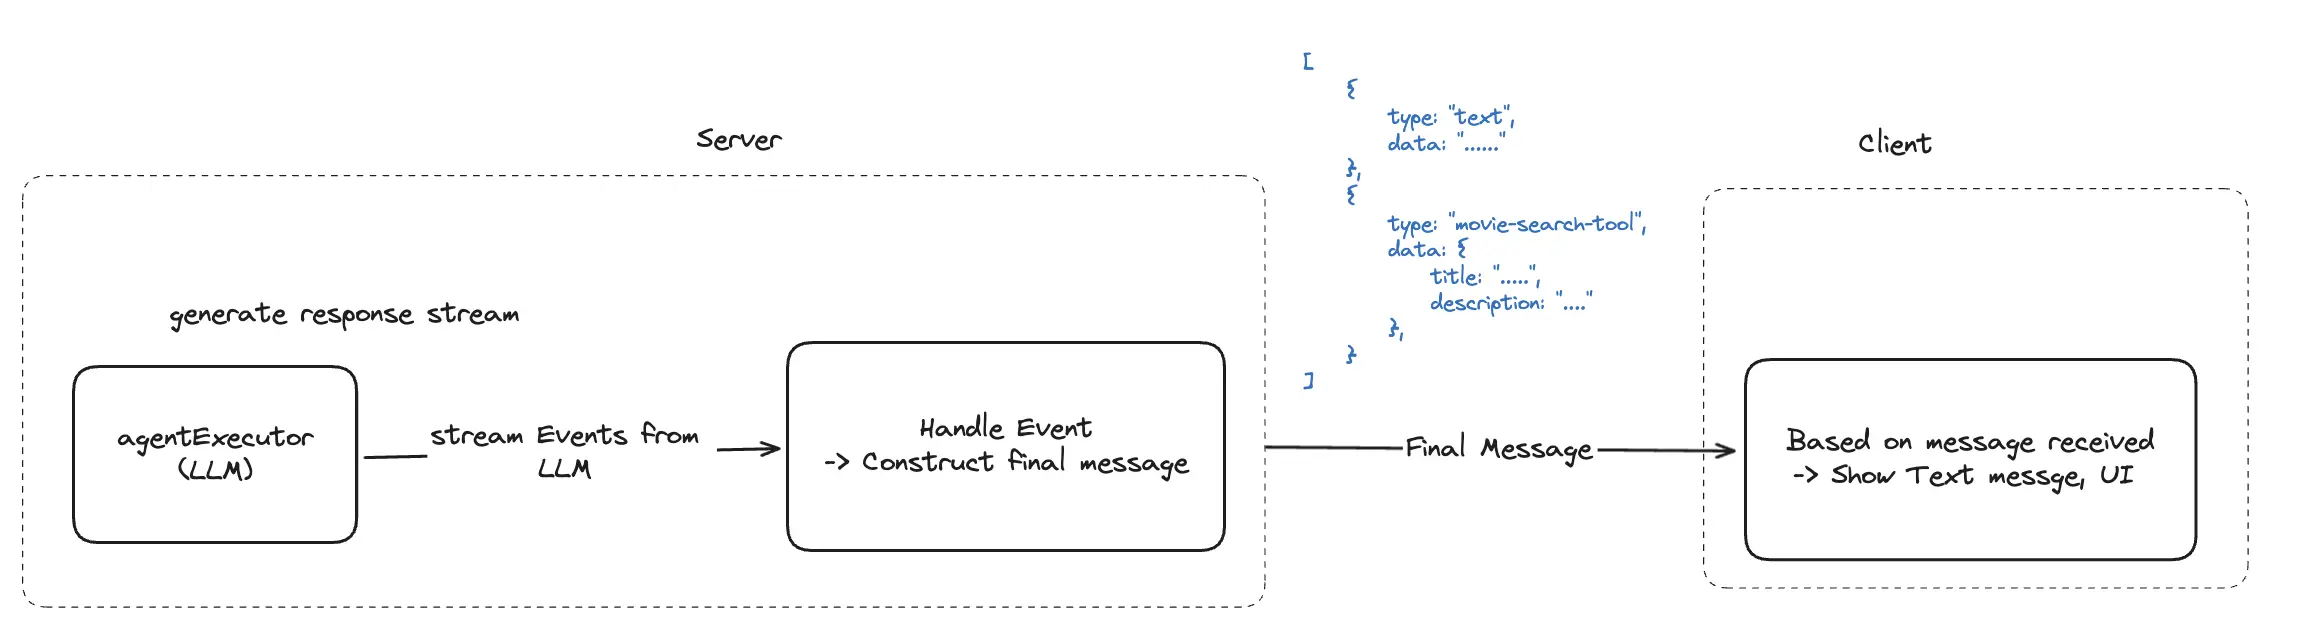 Server
generate response stream
agentExecutor
(LLM)
stream Events from
LLM
Handle Event
-> Construct final message
[
{
type: "text",
data: "......"
},
{
type: "movie-search-tool",
data: {
title: ".....",
description: "...."
},
}
]
Final Message
Client
Based on message received
-> Show Text messge, UI